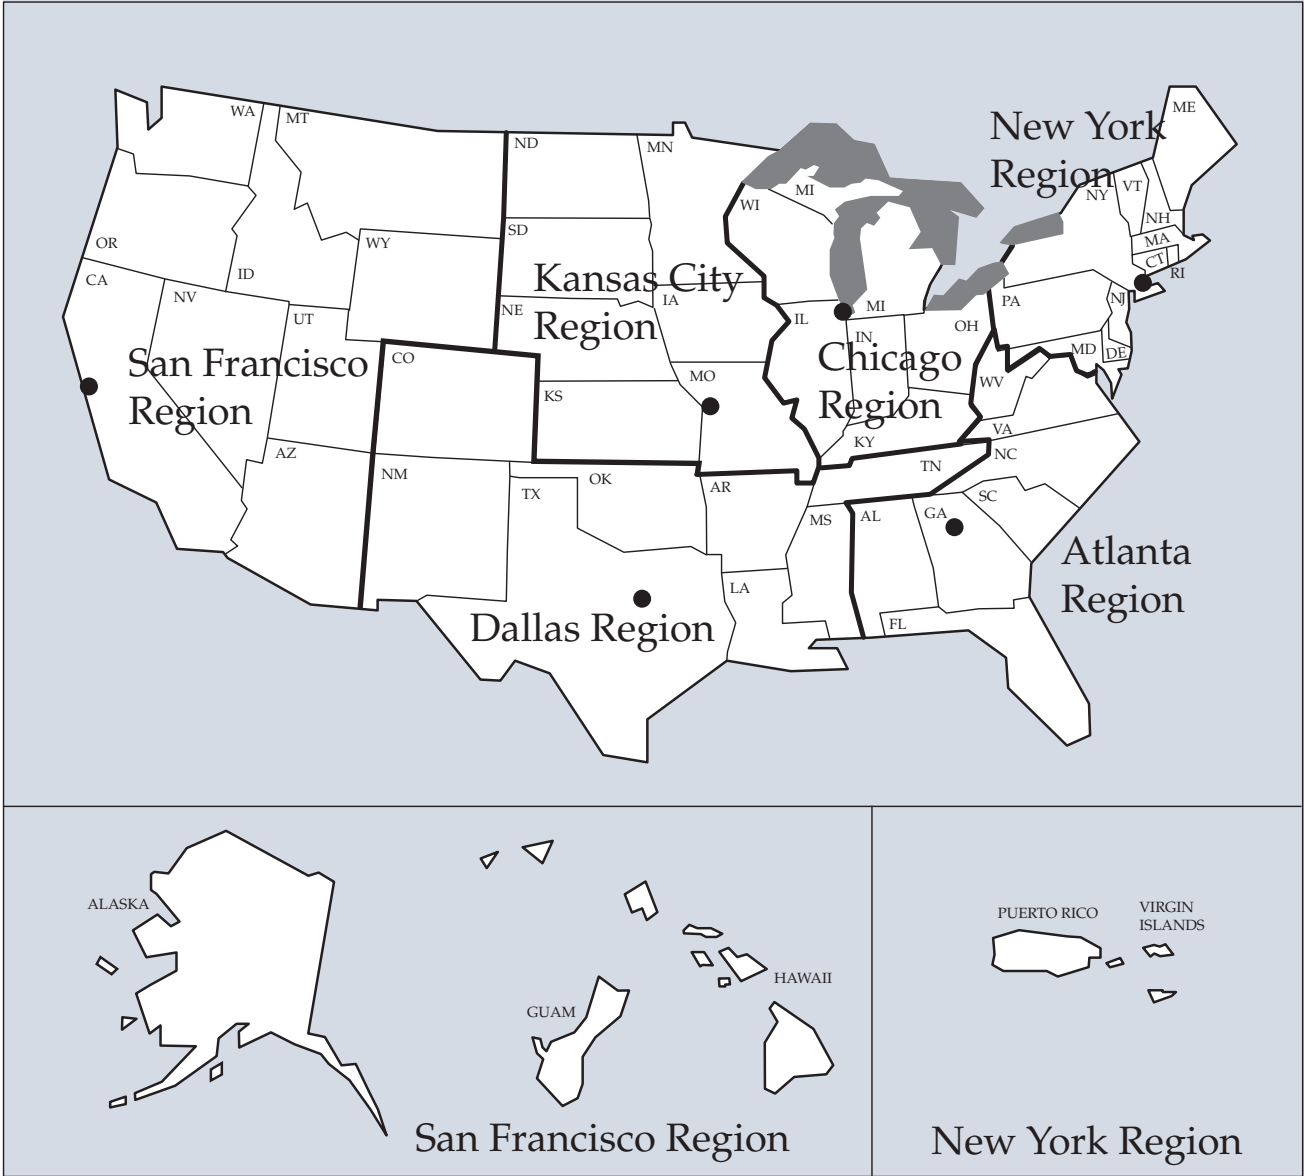 ME
WA
MT
New York
Region
ND
MN
VT
NY
MI
WI
NH
SD
MA
OR
WY
CT
RI
ID
CA
Kansas City
Region
NV
IA
NE
PA
NJ
MI
UT
IL
OH
IN
San Francisco
Region
CO
Chicago
Region
MD
DE
MO
WV
KS
VA
KY
AZ
NC
TN
NM
OK
AR
TX
SC
MS
AL
GA
Atlanta
Region
LA
Dallas Region
FL
ALASKA
PUERTO RICO
VIRGIN
ISLANDS
HAWAII
GUAM
San Francisco Region
New York Region